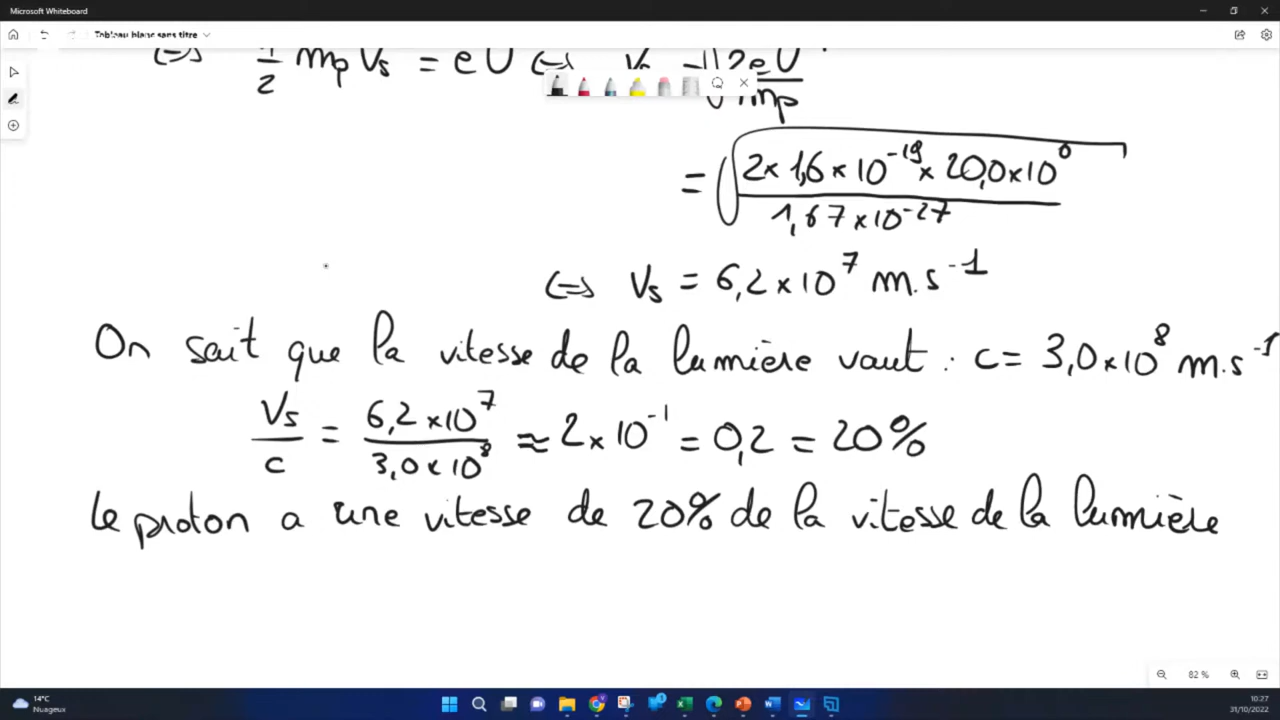 Microsoft Whiteboard
Tableau blanc sans titre
⇔ 1/2 mp Vs = eU ⇔ = √(2eU/mp)
= √(2×1,6×10⁻¹⁹×20,0×10⁶ / 1,67×10⁻²⁷)
⇔ Vs = 6,2×10⁷ m.s⁻¹
On sait que la vitesse de la lumière vaut : c = 3,0×10⁸ m.s⁻¹
Vs/c = 6,2×10⁷ / 3,0×10⁸ ≈ 2×10⁻¹ = 0,2 = 20%
le proton a une vitesse de 20% de la vitesse de la lumière
82 %
14°C
Nuageux
10:27
31/10/2022